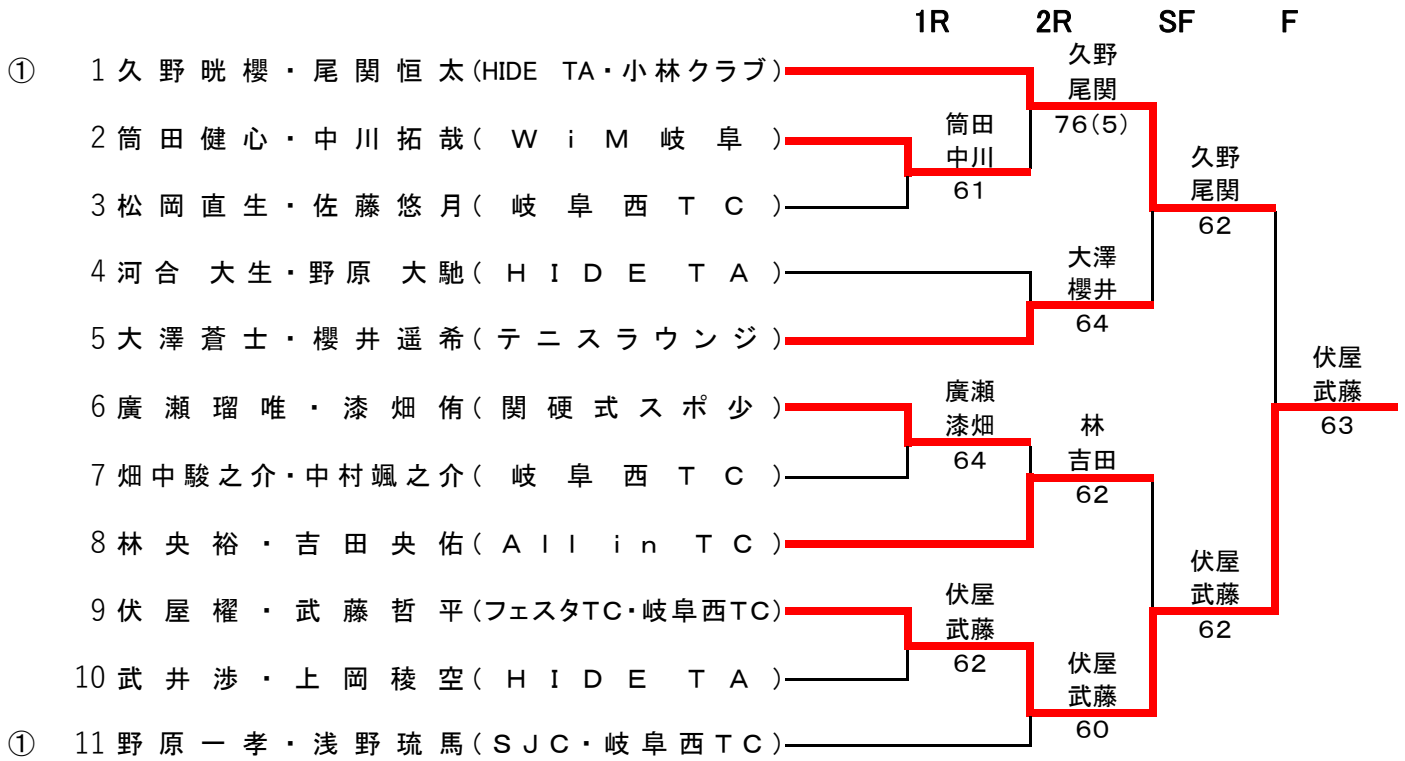 1R 2R SF F
① 1 久野晄櫻・尾関恒太(HIDE TA・小林クラブ)
久野
尾関
76(5)
2 筒田健心・中川拓哉(WiM岐阜)
筒田
中川
61
久野
尾関
62
3 松岡直生・佐藤悠月(岐阜西TC)
4 河合 大生・野原 大馳(HIDE TA)
大澤
櫻井
64
5 大澤蒼士・櫻井遥希(テニスラウンジ)
伏屋
武藤
63
6 廣瀬瑠唯・漆畑侑(関硬式スポ少)
廣瀬
漆畑
64
林
吉田
62
7 畑中駿之介・中村颯之介(岐阜西TC)
8 林央裕・吉田央佑(All in TC)
伏屋
武藤
62
9 伏屋櫂・武藤哲平(フェスタTC・岐阜西TC)
伏屋
武藤
62
10 武井渉・上岡稜空(HIDE TA)
伏屋
武藤
60
① 11 野原一孝・浅野琉馬(SJC・岐阜西TC)